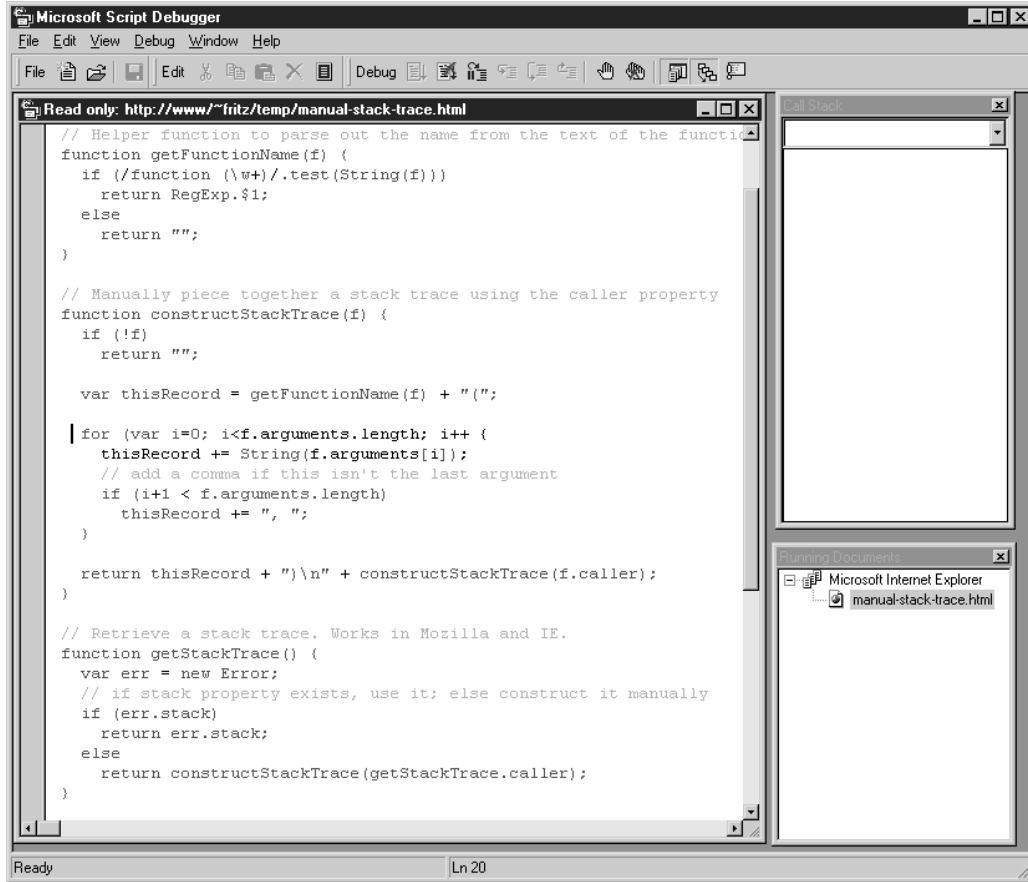 Microsoft Script Debugger
File Edit View Debug Window Help
File Edit Debug
Read only: http://www/~fritz/temp/manual-stack-trace.html
// Helper function to parse out the name from the text of the functio
function getFunctionName(f) {
if (/function (\w+)/.test(String(f)))
return RegExp.$1;
else
return "";
}
// Manually piece together a stack trace using the caller property
function constructStackTrace(f) {
if (!f)
return "";
var thisRecord = getFunctionName(f) + "(";
for (var i=0; i<f.arguments.length; i++ {
thisRecord += String(f.arguments[i]);
// add a comma if this isn't the last argument
if (i+1 < f.arguments.length)
thisRecord += ", ";
}
return thisRecord + ")\n" + constructStackTrace(f.caller);
}
// Retrieve a stack trace. Works in Mozilla and IE.
function getStackTrace() {
var err = new Error;
// if stack property exists, use it; else construct it manually
if (err.stack)
return err.stack;
else
return constructStackTrace(getStackTrace.caller);
}
Call Stack
Running Documents
Microsoft Internet Explorer
manual-stack-trace.html
Ready
Ln 20